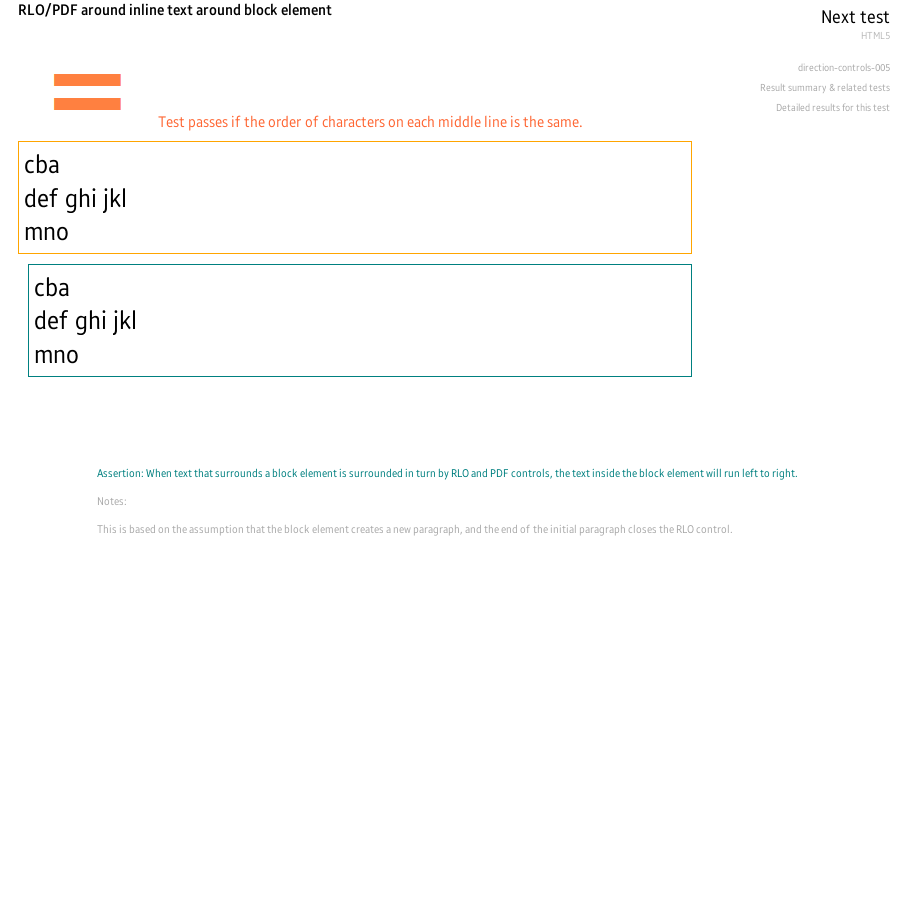 RLO/PDF around inline text around block element
Next test
HTML5
direction-controls-005
Result summary & related tests
Detailed results for this test
Test passes if the order of characters on each middle line is the same.
cba
def ghi jkl
mno
cba
def ghi jkl
mno
Assertion: When text that surrounds a block element is surrounded in turn by RLO and PDF controls, the text inside the block element will run left to right.
Notes:
This is based on the assumption that the block element creates a new paragraph, and the end of the initial paragraph closes the RLO control.